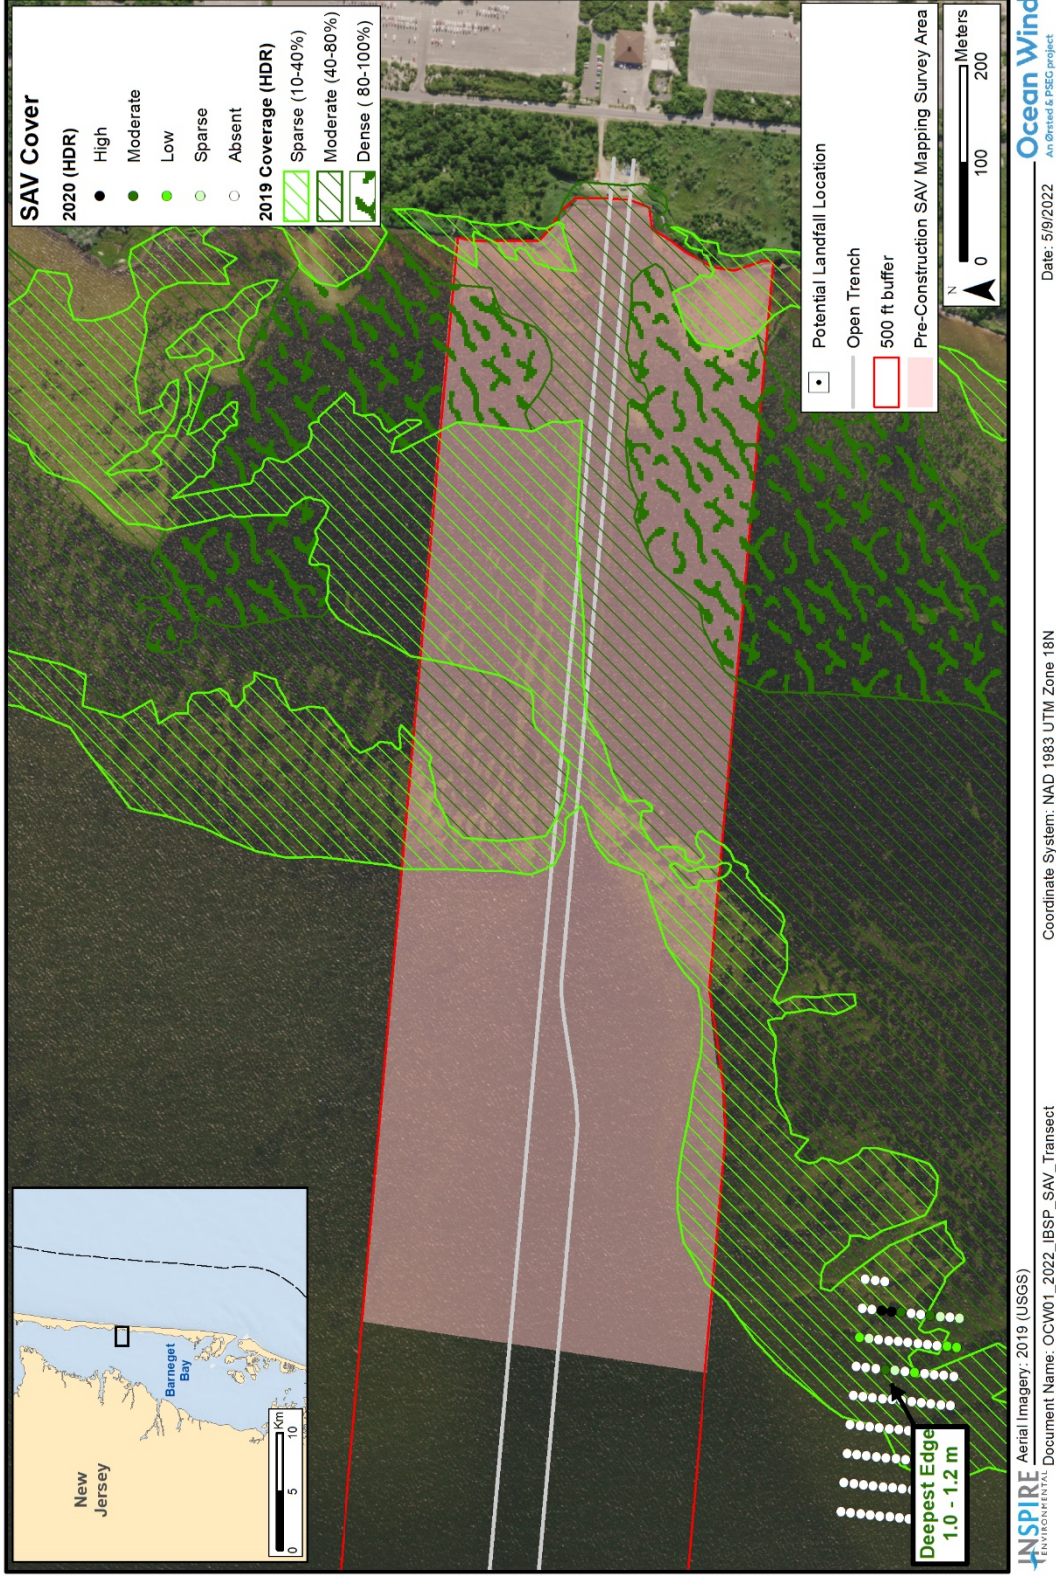 SAV Cover
2020 (HDR)
High
Moderate
Low
Sparse
Absent
2019 Coverage (HDR)
Sparse (10-40%)
Moderate (40-80%)
Dense ( 80-100%)
Potential Landfall Location
Open Trench
500 ft buffer
Pre-Construction SAV Mapping Survey Area
N
0 100 200
Meters
New
Jersey
Barneget
Bay
Km
0 5 10
Deepest Edge
1.0 - 1.2 m
INSPIRE
ENVIRONMENTAL
Aerial Imagery: 2019 (USGS)
Document Name: OCW01_2022_IBSP_SAV_Transect
Coordinate System: NAD 1983 UTM Zone 18N
Date: 5/9/2022
Ocean Wind
An Ørsted & PSEG project